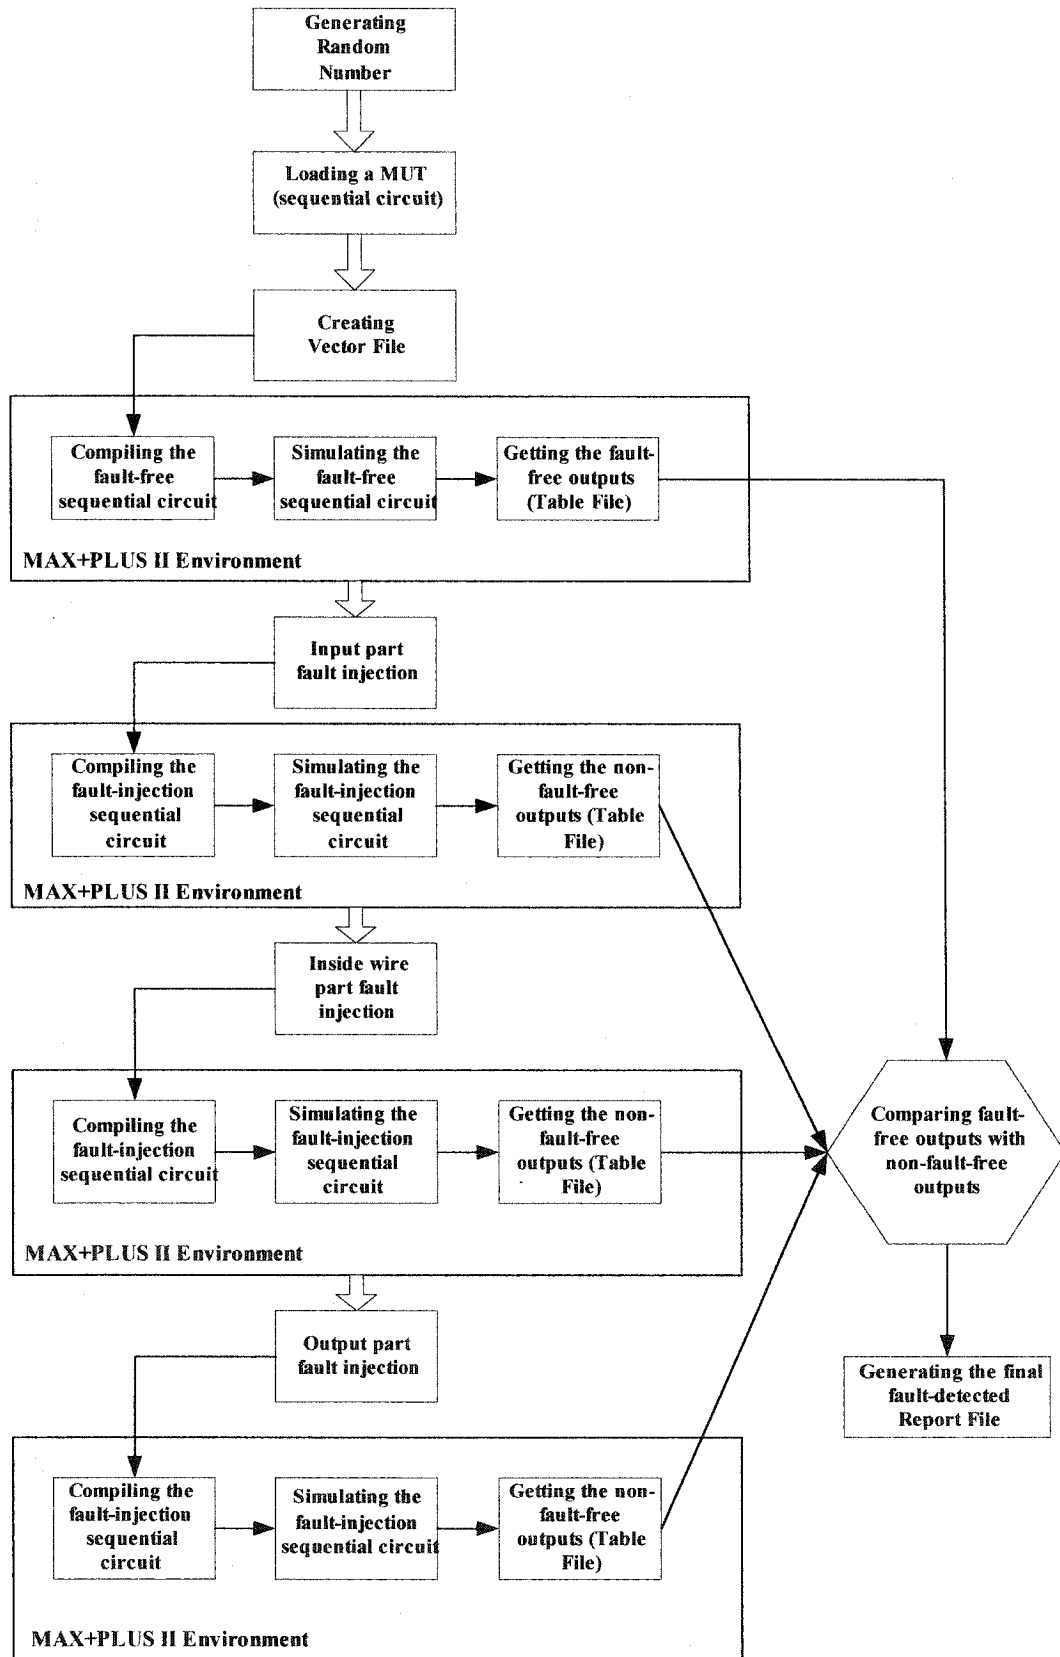 Generating
Random
Number
Loading a MUT
(sequential circuit)
Creating
Vector File
Compiling the
fault-free
sequential circuit
Simulating the
fault-free
sequential circuit
Getting the fault-
free outputs
(Table File)
MAX+PLUS II Environment
Input part
fault injection
Compiling the
fault-injection
sequential
circuit
Simulating the
fault-injection
sequential
circuit
Getting the non-
fault-free
outputs (Table
File)
MAX+PLUS II Environment
Inside wire
part fault
injection
Compiling the
fault-injection
sequential circuit
Simulating the
fault-injection
sequential
circuit
Getting the non-
fault-free
outputs (Table
File)
MAX+PLUS II Environment
Comparing fault-
free outputs with
non-fault-free
outputs
Output part
fault injection
Generating the final
fault-detected
Report File
Compiling the
fault-injection
sequential
circuit
Simulating the
fault-injection
sequential circuit
Getting the non-
fault-free
outputs (Table
File)
MAX+PLUS II Environment